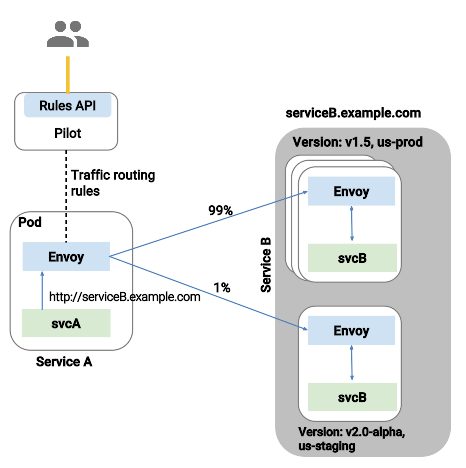 Rules API
Pilot
Traffic routing
rules
Pod
Envoy
http://serviceB.example.com
svcA
Service A
99%
1%
serviceB.example.com
Version: v1.5, us-prod
Service B
Envoy
svcB
Envoy
svcB
Version: v2.0-alpha,
us-staging